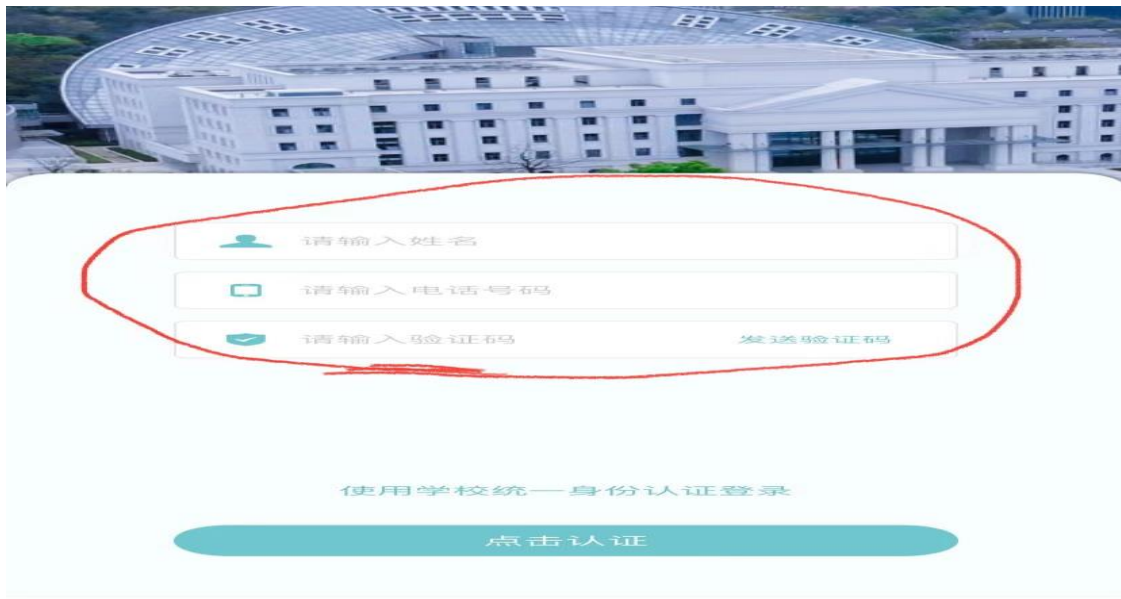 请输入姓名
请输入电话号码
请输入验证码 发送验证码
使用学校统一身份认证登录
点击认证